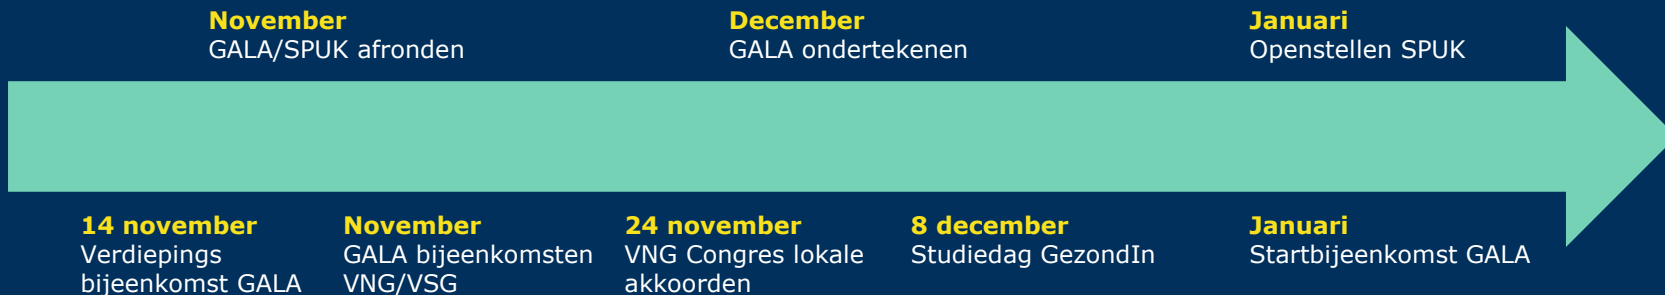 November
GALA/SPUK afronden
December
GALA ondertekenen
Januari
Openstellen SPUK
14 november
Verdiepings
bijeenkomst GALA
November
GALA bijeenkomsten
VNG/VSG
24 november
VNG Congres lokale
akkoorden
8 december
Studiedag GezondIn
Januari
Startbijeenkomst GALA